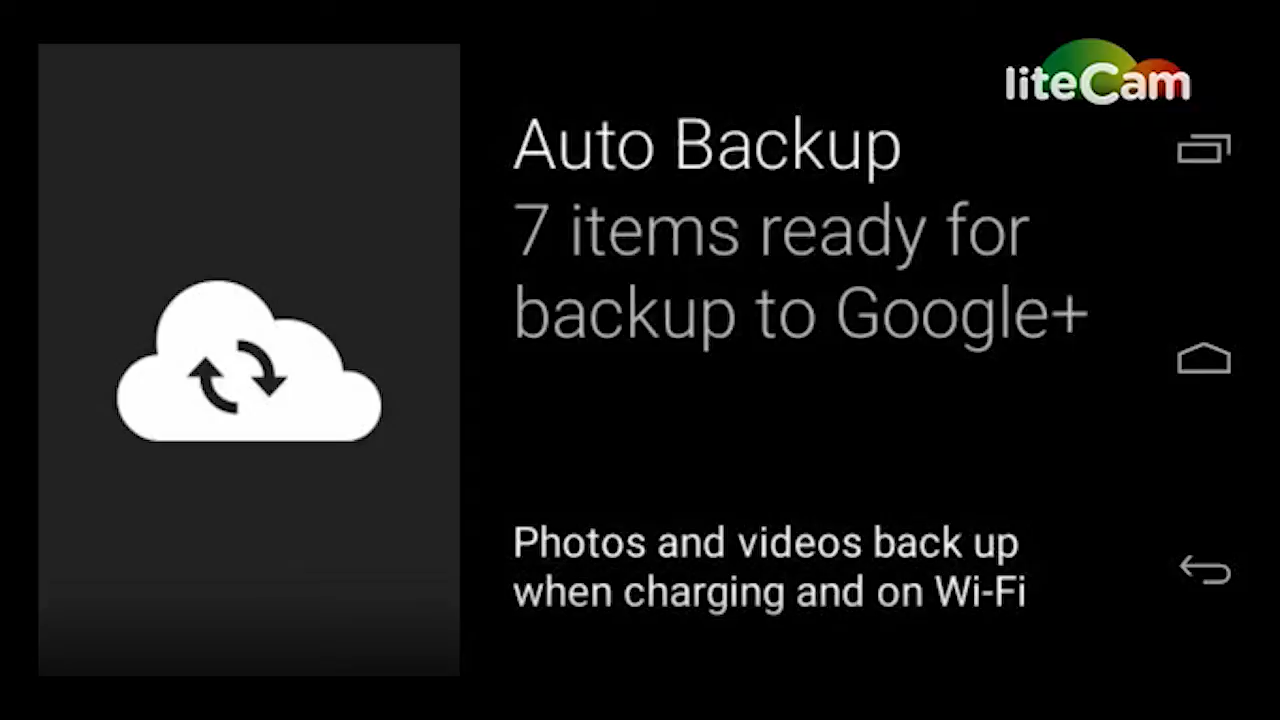 liteCam
Auto Backup
7 items ready for
backup to Google+
Photos and videos back up
when charging and on Wi-Fi